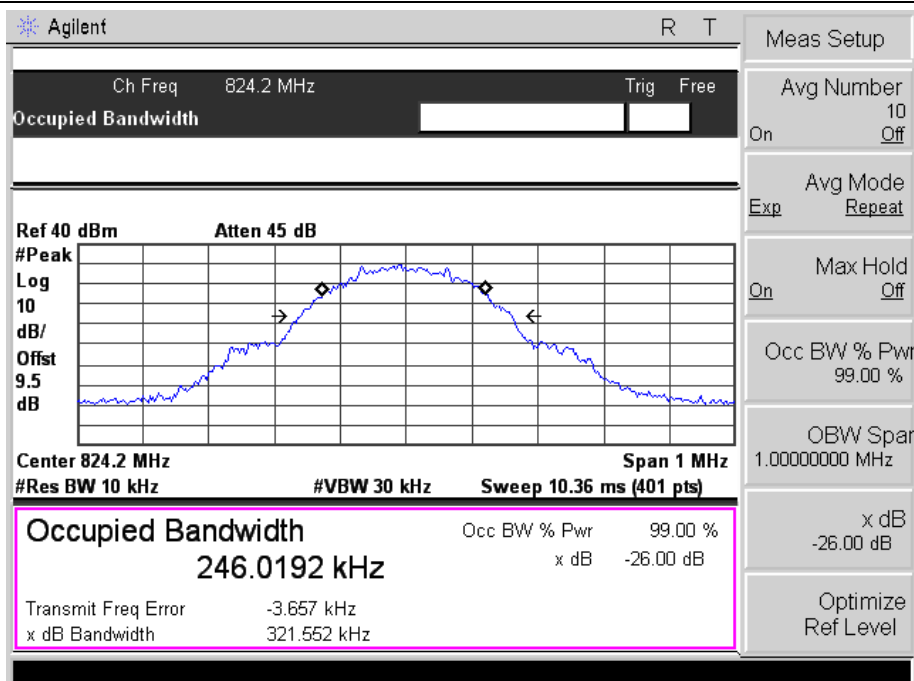 Agilent
R T
Ch Freq 824.2 MHz Trig Free
Occupied Bandwidth
Ref 40 dBm Atten 45 dB
#Peak
Log
10
dB/
Offst
9.5
dB
Center 824.2 MHz Span 1 MHz
#Res BW 10 kHz #VBW 30 kHz Sweep 10.36 ms (401 pts)
Occupied Bandwidth
246.0192 kHz
Occ BW % Pwr 99.00 %
x dB -26.00 dB
Transmit Freq Error -3.657 kHz
x dB Bandwidth 321.552 kHz
Meas Setup
Avg Number
10
On Off
Avg Mode
Exp Repeat
Max Hold
On Off
Occ BW % Pwr
99.00 %
OBW Span
1.00000000 MHz
x dB
-26.00 dB
Optimize
Ref Level